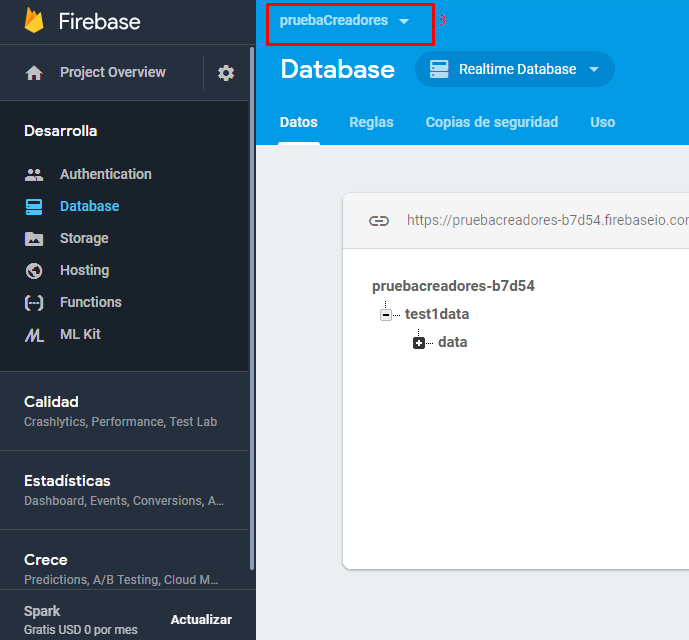 Firebase
pruebaCreadores
Project Overview
Database
Realtime Database
Datos
Reglas
Copias de seguridad
Uso
Desarrolla
Authentication
Database
Storage
Hosting
Functions
ML Kit
Calidad
Crashlytics, Performance, Test Lab
Estadísticas
Dashboard, Events, Conversions, A...
Crece
Predictions, A/B Testing, Cloud M...
Spark
Gratis USD 0 por mes
Actualizar
https://pruebacreadores-b7d54.firebaseio.com
pruebacreadores-b7d54
test1data
data